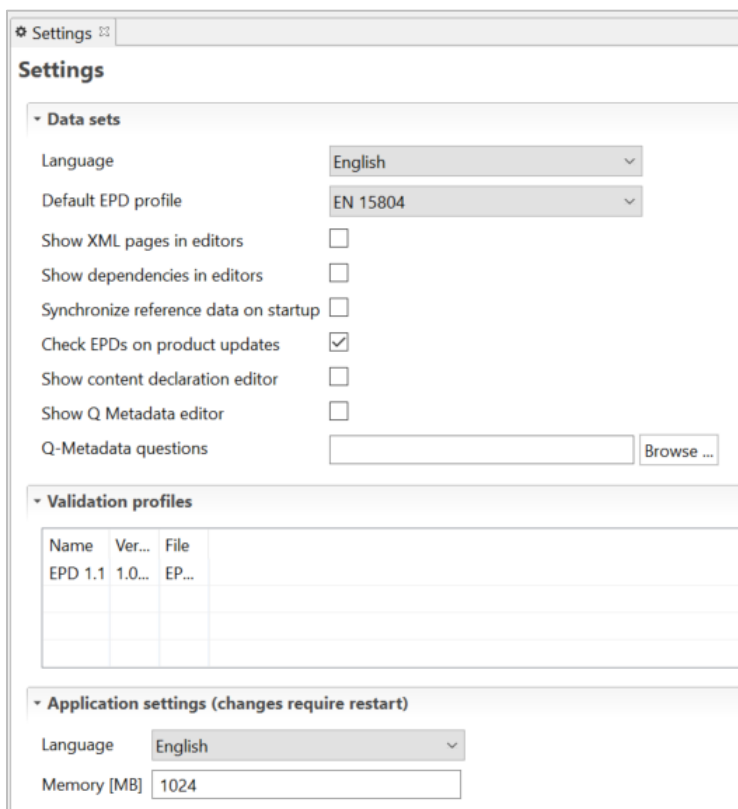 Settings
Settings
Data sets
Language English
Default EPD profile EN 15804
Show XML pages in editors
Show dependencies in editors
Synchronize reference data on startup
Check EPDs on product updates
Show content declaration editor
Show Q Metadata editor
Q-Metadata questions Browse ...
Validation profiles
Name Ver... File
EPD 1.1 1.0... EP...
Application settings (changes require restart)
Language English
Memory [MB] 1024